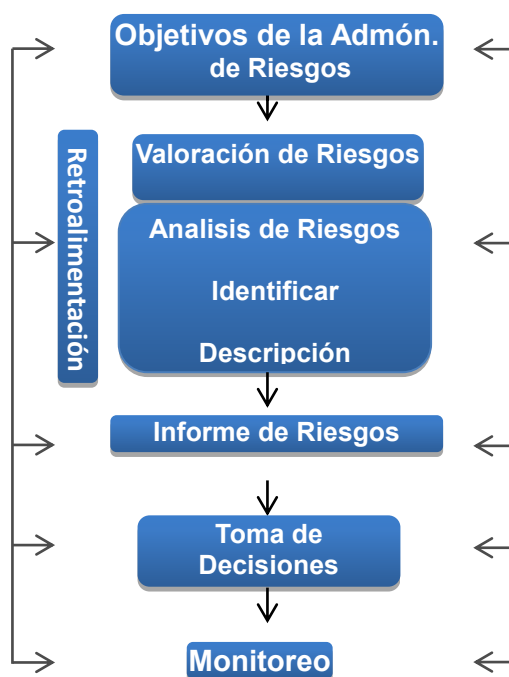 Objetivos de la Admón.
de Riesgos
Retroalimentación
Valoración de Riesgos
Analisis de Riesgos
Identificar
Descripción
Informe de Riesgos
Toma de
Decisiones
Monitoreo